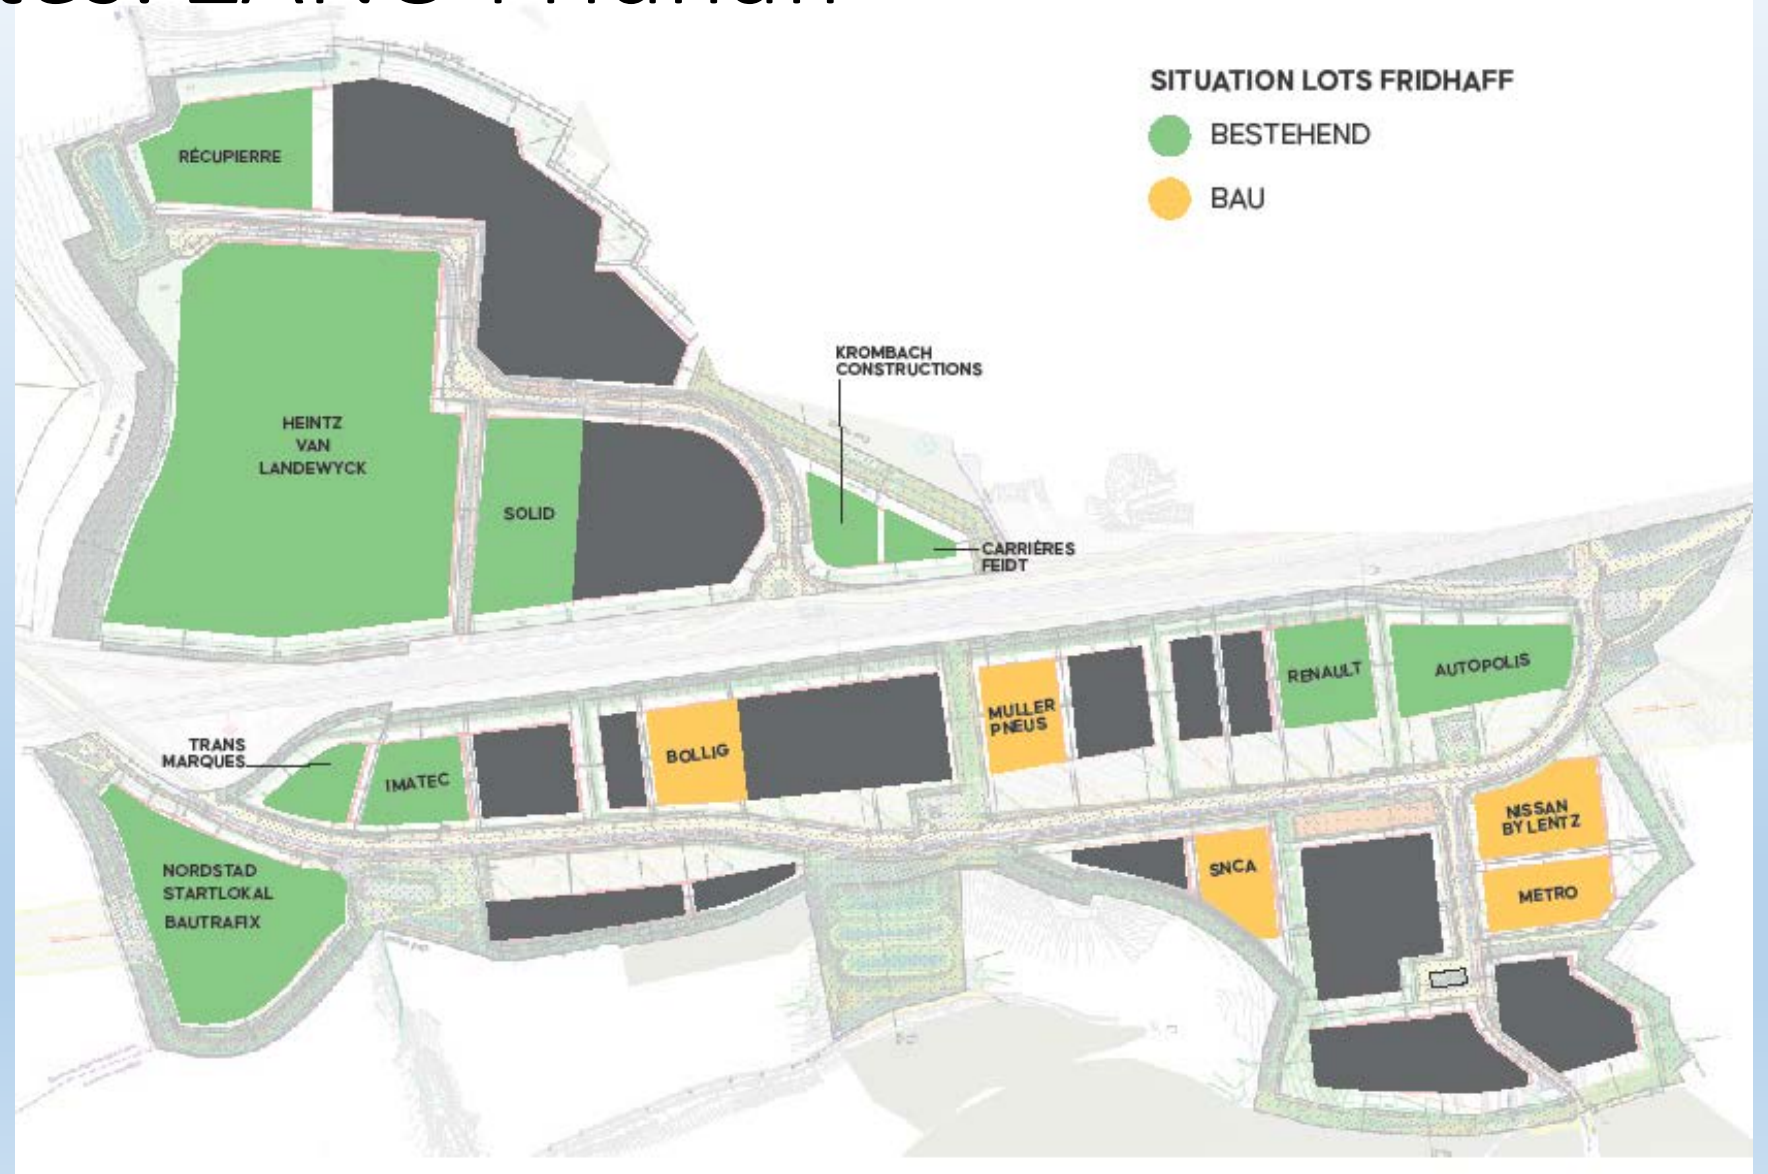 SITUATION LOTS FRIDHAFF
BESTEHEND
BAU
RÉCUPIERRE
HEINTZ
VAN
LANDEWYCK
SOLID
KROMBACH
CONSTRUCTIONS
CARRIÈRES
FEIDT
TRANS
MARQUES
IMATEC
BOLLIG
MULLER
PNEUS
RENAULT
AUTOPOLIS
NORDSTAD
STARTLOKAL
BAUTRAFIX
SNCA
NISSAN
BY LENTZ
METRO